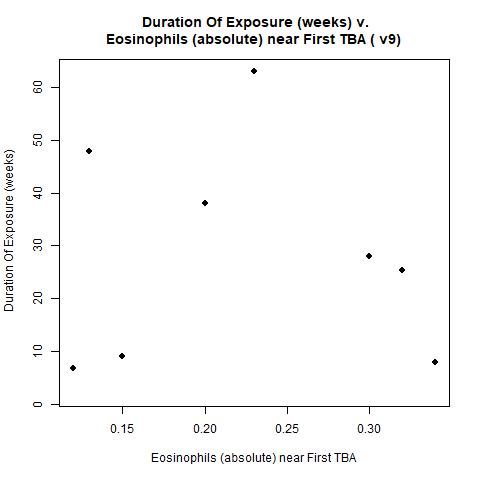 Duration Of Exposure (weeks) v.
Eosinophils (absolute) near First TBA ( v9)
Duration Of Exposure (weeks)
60
50
40
30
20
10
0
0.15 0.20 0.25 0.30
Eosinophils (absolute) near First TBA